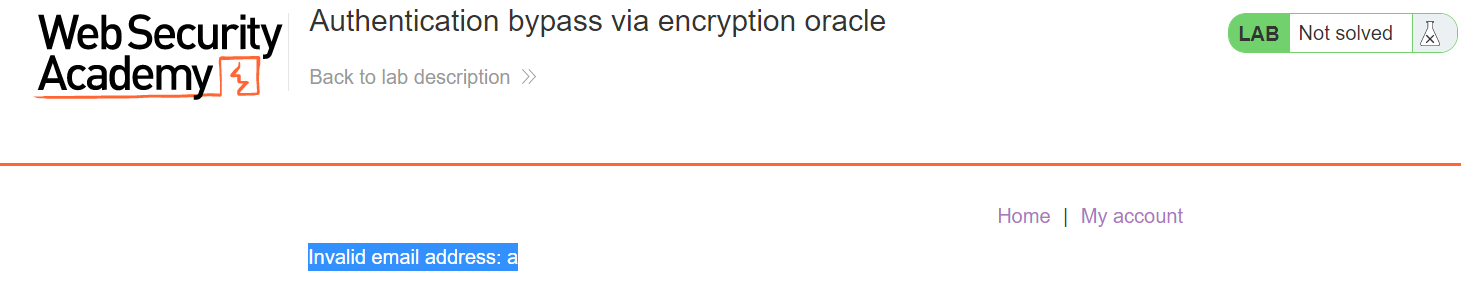 Web Security
Academy
Authentication bypass via encryption oracle
Back to lab description
LAB Not solved
Home | My account
Invalid email address: a